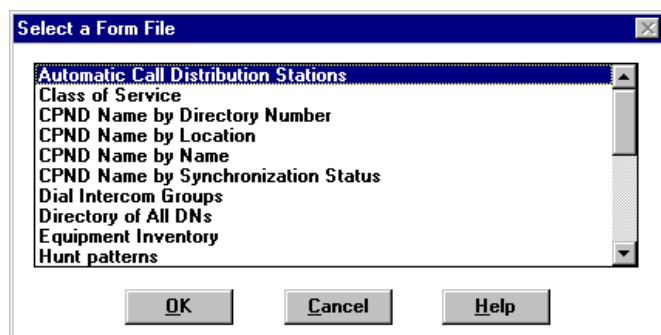 Select a Form File
Automatic Call Distribution Stations
Class of Service
CPND Name by Directory Number
CPND Name by Location
CPND Name by Name
CPND Name by Synchronization Status
Dial Intercom Groups
Directory of All DNs
Equipment Inventory
Hunt patterns
OK Cancel Help